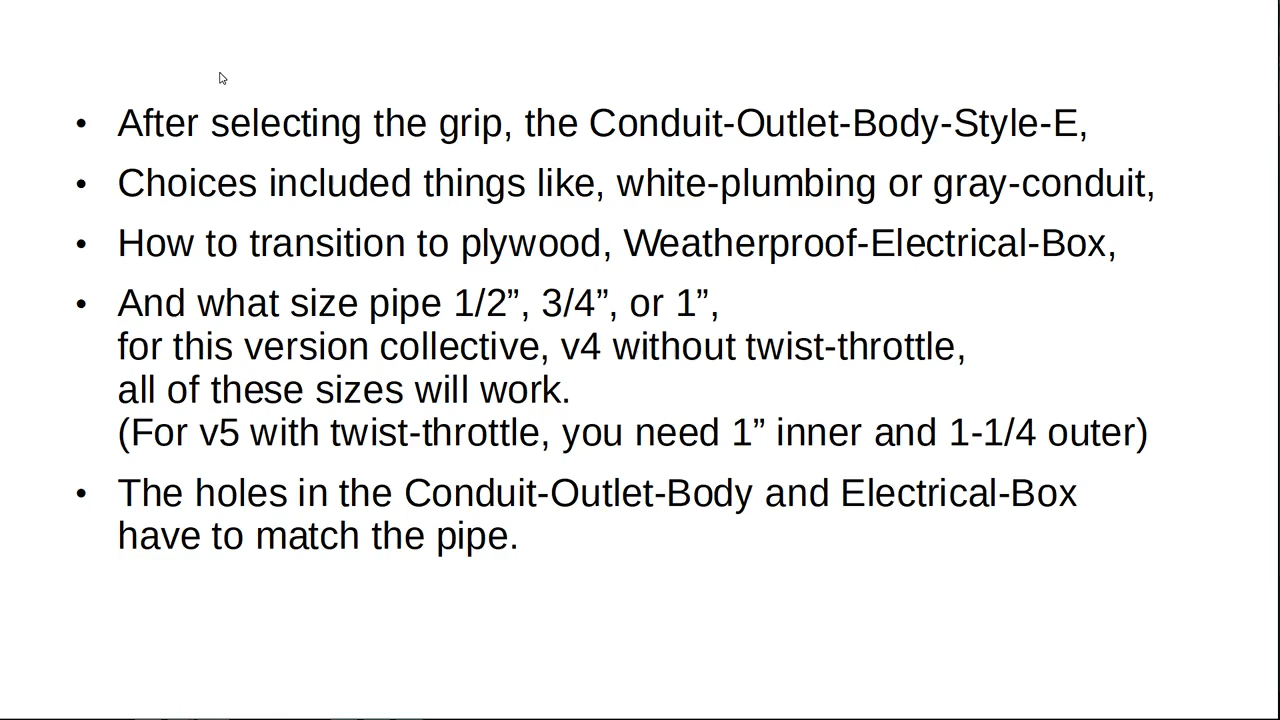 • After selecting the grip, the Conduit-Outlet-Body-Style-E,
• Choices included things like, white-plumbing or gray-conduit,
• How to transition to plywood, Weatherproof-Electrical-Box,
• And what size pipe 1/2”, 3/4”, or 1”,
for this version collective, v4 without twist-throttle,
all of these sizes will work.
(For v5 with twist-throttle, you need 1” inner and 1-1/4 outer)
• The holes in the Conduit-Outlet-Body and Electrical-Box
have to match the pipe.